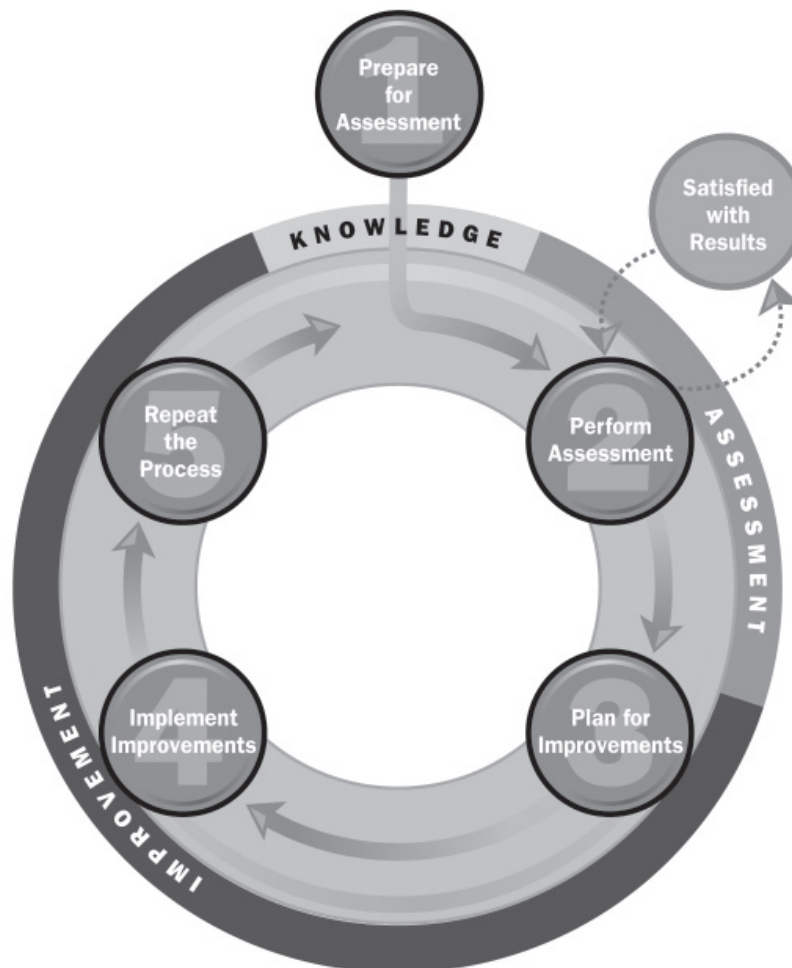 1
Prepare
for
Assessment
Satisfied
with
Results
KNOWLEDGE
ASSESSMENT
IMPROVEMENT
2
Perform
Assessment
3
Plan for
Improvements
4
Implement
Improvements
5
Repeat
the
Process